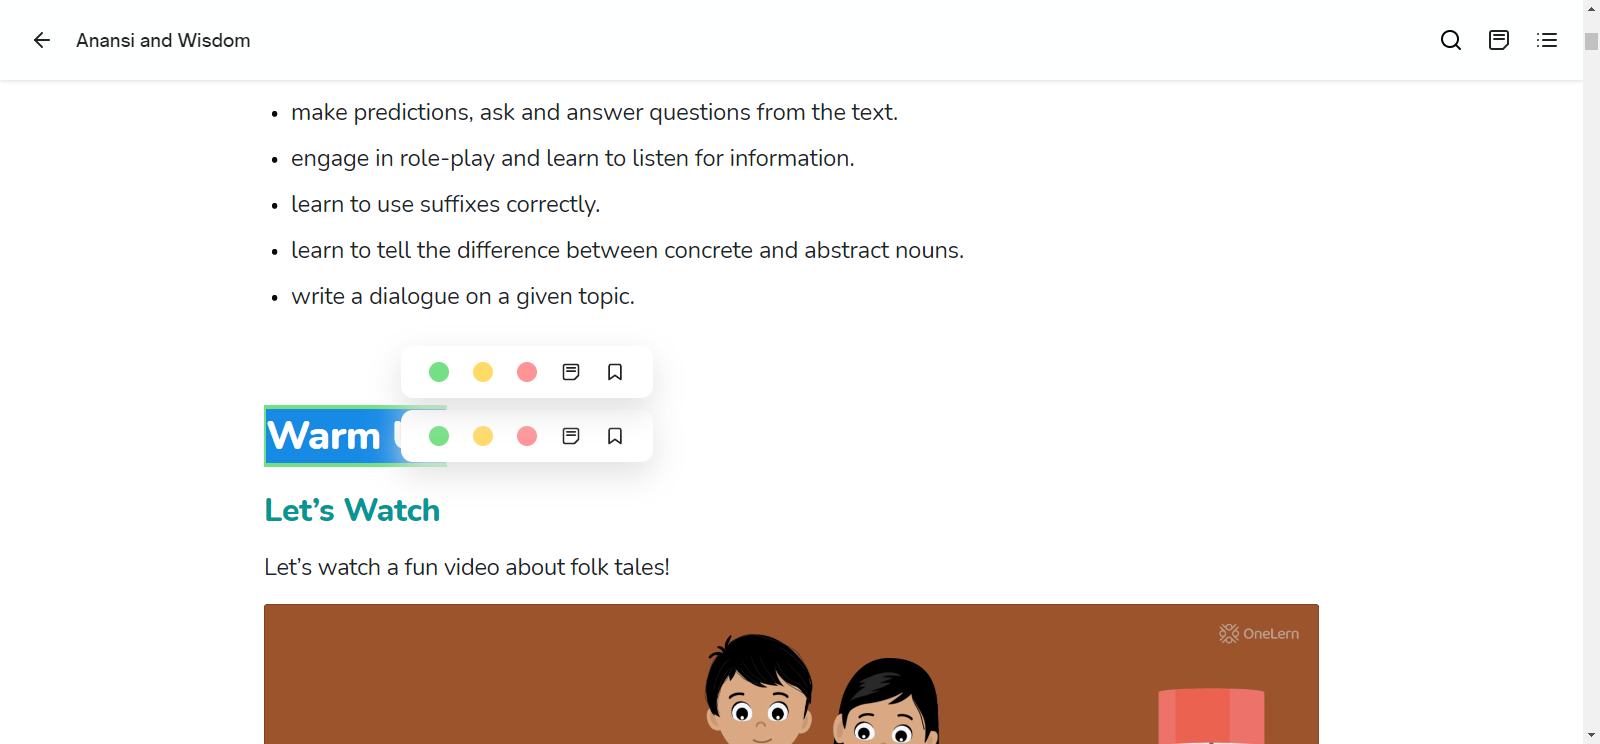 Anansi and Wisdom
make predictions, ask and answer questions from the text.
engage in role-play and learn to listen for information.
learn to use suffixes correctly.
learn to tell the difference between concrete and abstract nouns.
write a dialogue on a given topic.
Warm
Let’s Watch
Let’s watch a fun video about folk tales!
OneLern